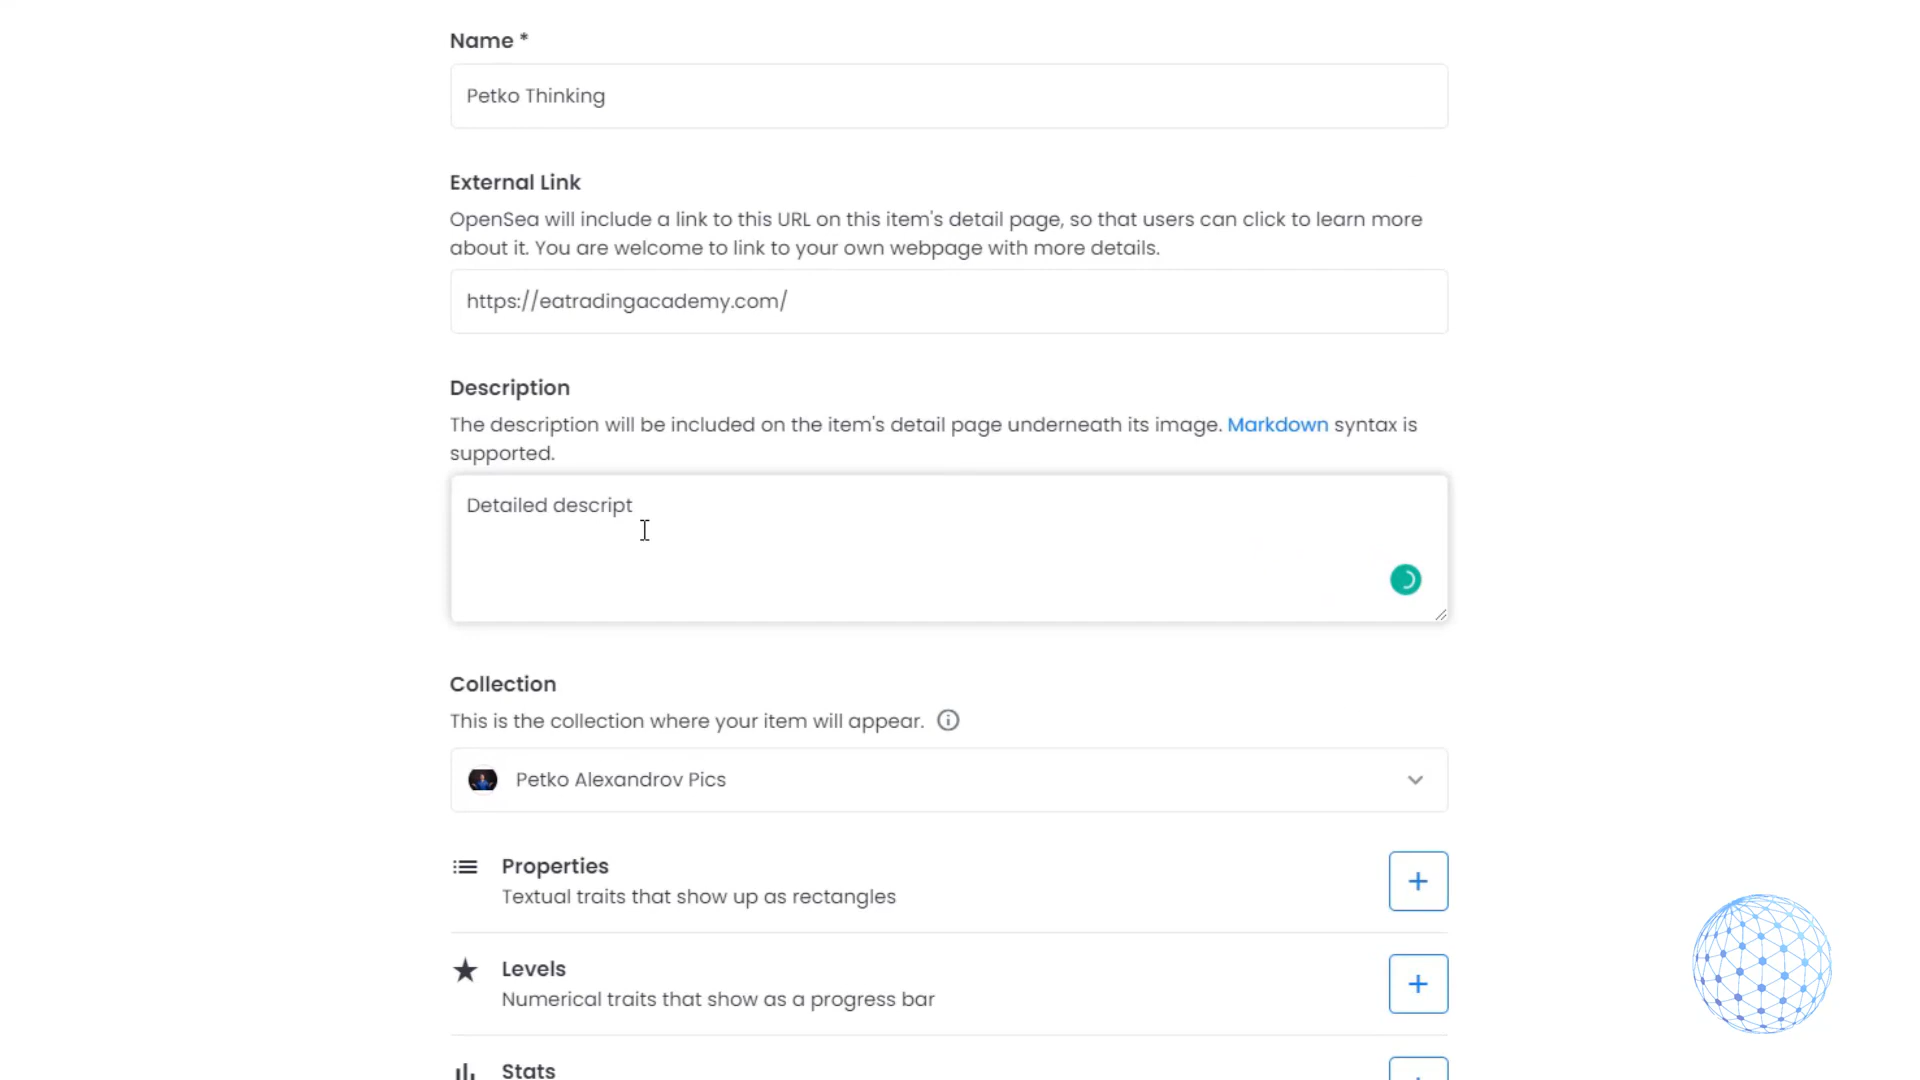 Name *
Petko Thinking
External Link
OpenSea will include a link to this URL on this item's detail page, so that users can click to learn more
about it. You are welcome to link to your own webpage with more details.
https://eatradingacademy.com/
Description
The description will be included on the item's detail page underneath its image. Markdown syntax is
supported.
Detailed descript
Collection
This is the collection where your item will appear.
Petko Alexandrov Pics
Properties
Textual traits that show up as rectangles
Levels
Numerical traits that show as a progress bar
Stats